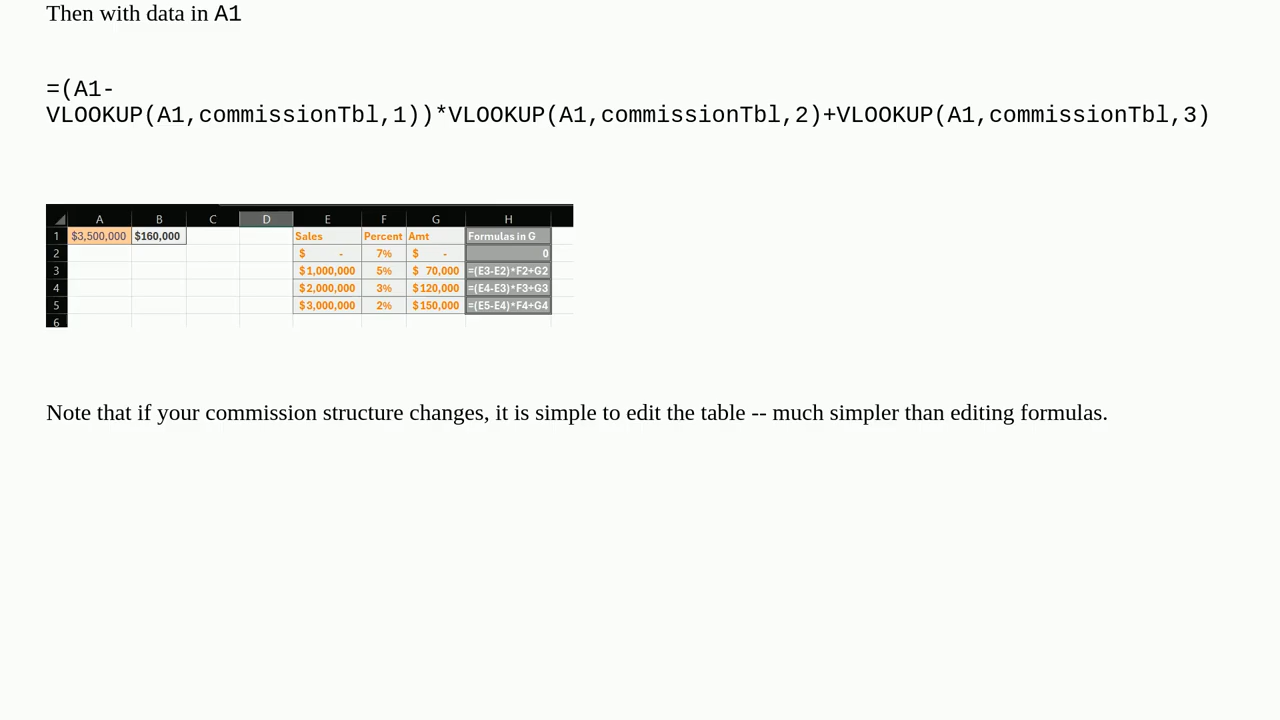 Then with data in A1
=(A1-
VLOOKUP(A1,commissionTbl,1))*VLOOKUP(A1,commissionTbl,2)+VLOOKUP(A1,commissionTbl,3)
A B C D E F G H
1 $3,500,000 $160,000 Sales Percent Amt Formulas in G
2 $ - 7% $ - 0
3 $1,000,000 5% $ 70,000 =(E3-E2)*F2+G2
4 $2,000,000 3% $120,000 =(E4-E3)*F3+G3
5 $3,000,000 2% $150,000 =(E5-E4)*F4+G4
6
Note that if your commission structure changes, it is simple to edit the table -- much simpler than editing formulas.